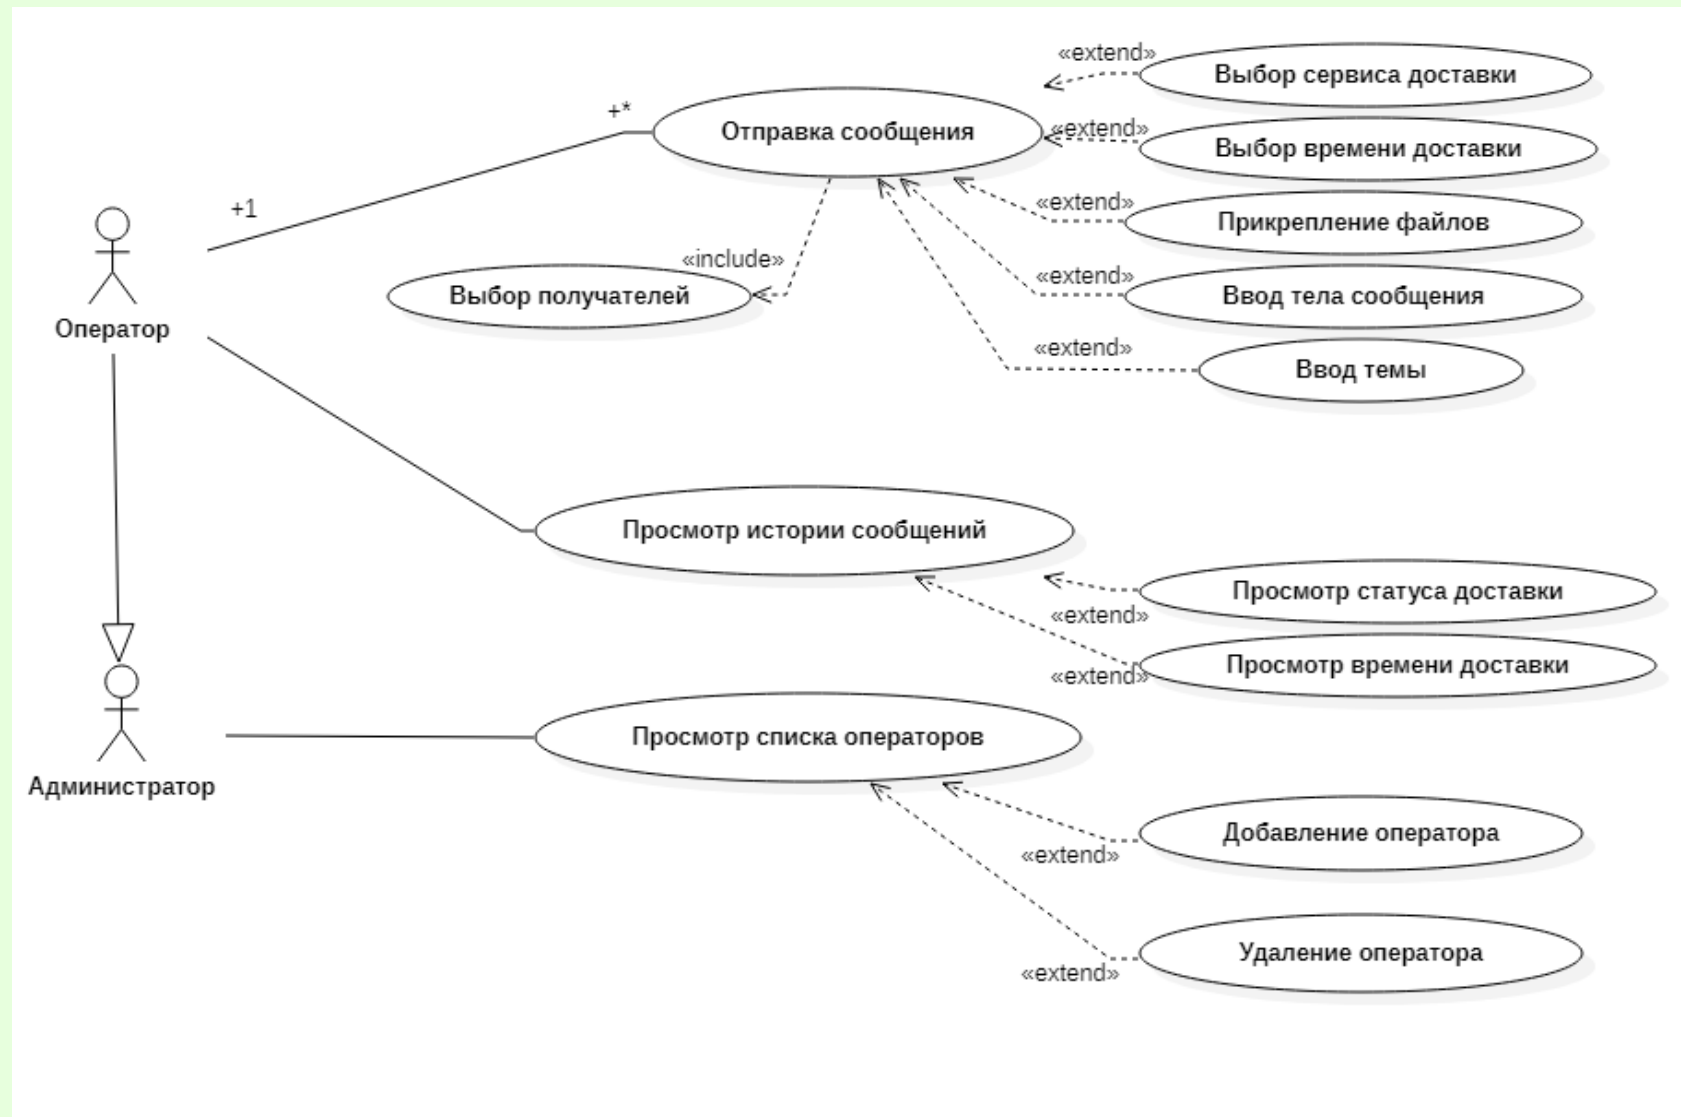 «extend»
Выбор сервиса доставки
+*
Отправка сообщения
«extend»
Выбор времени доставки
+1
«extend»
Прикрепление файлов
«include»
Выбор получателей
«extend»
Ввод тела сообщения
Оператор
«extend»
Ввод темы
Просмотр истории сообщений
Просмотр статуса доставки
«extend»
Просмотр времени доставки
«extend»
Просмотр списка операторов
Администратор
Добавление оператора
«extend»
Удаление оператора
«extend»